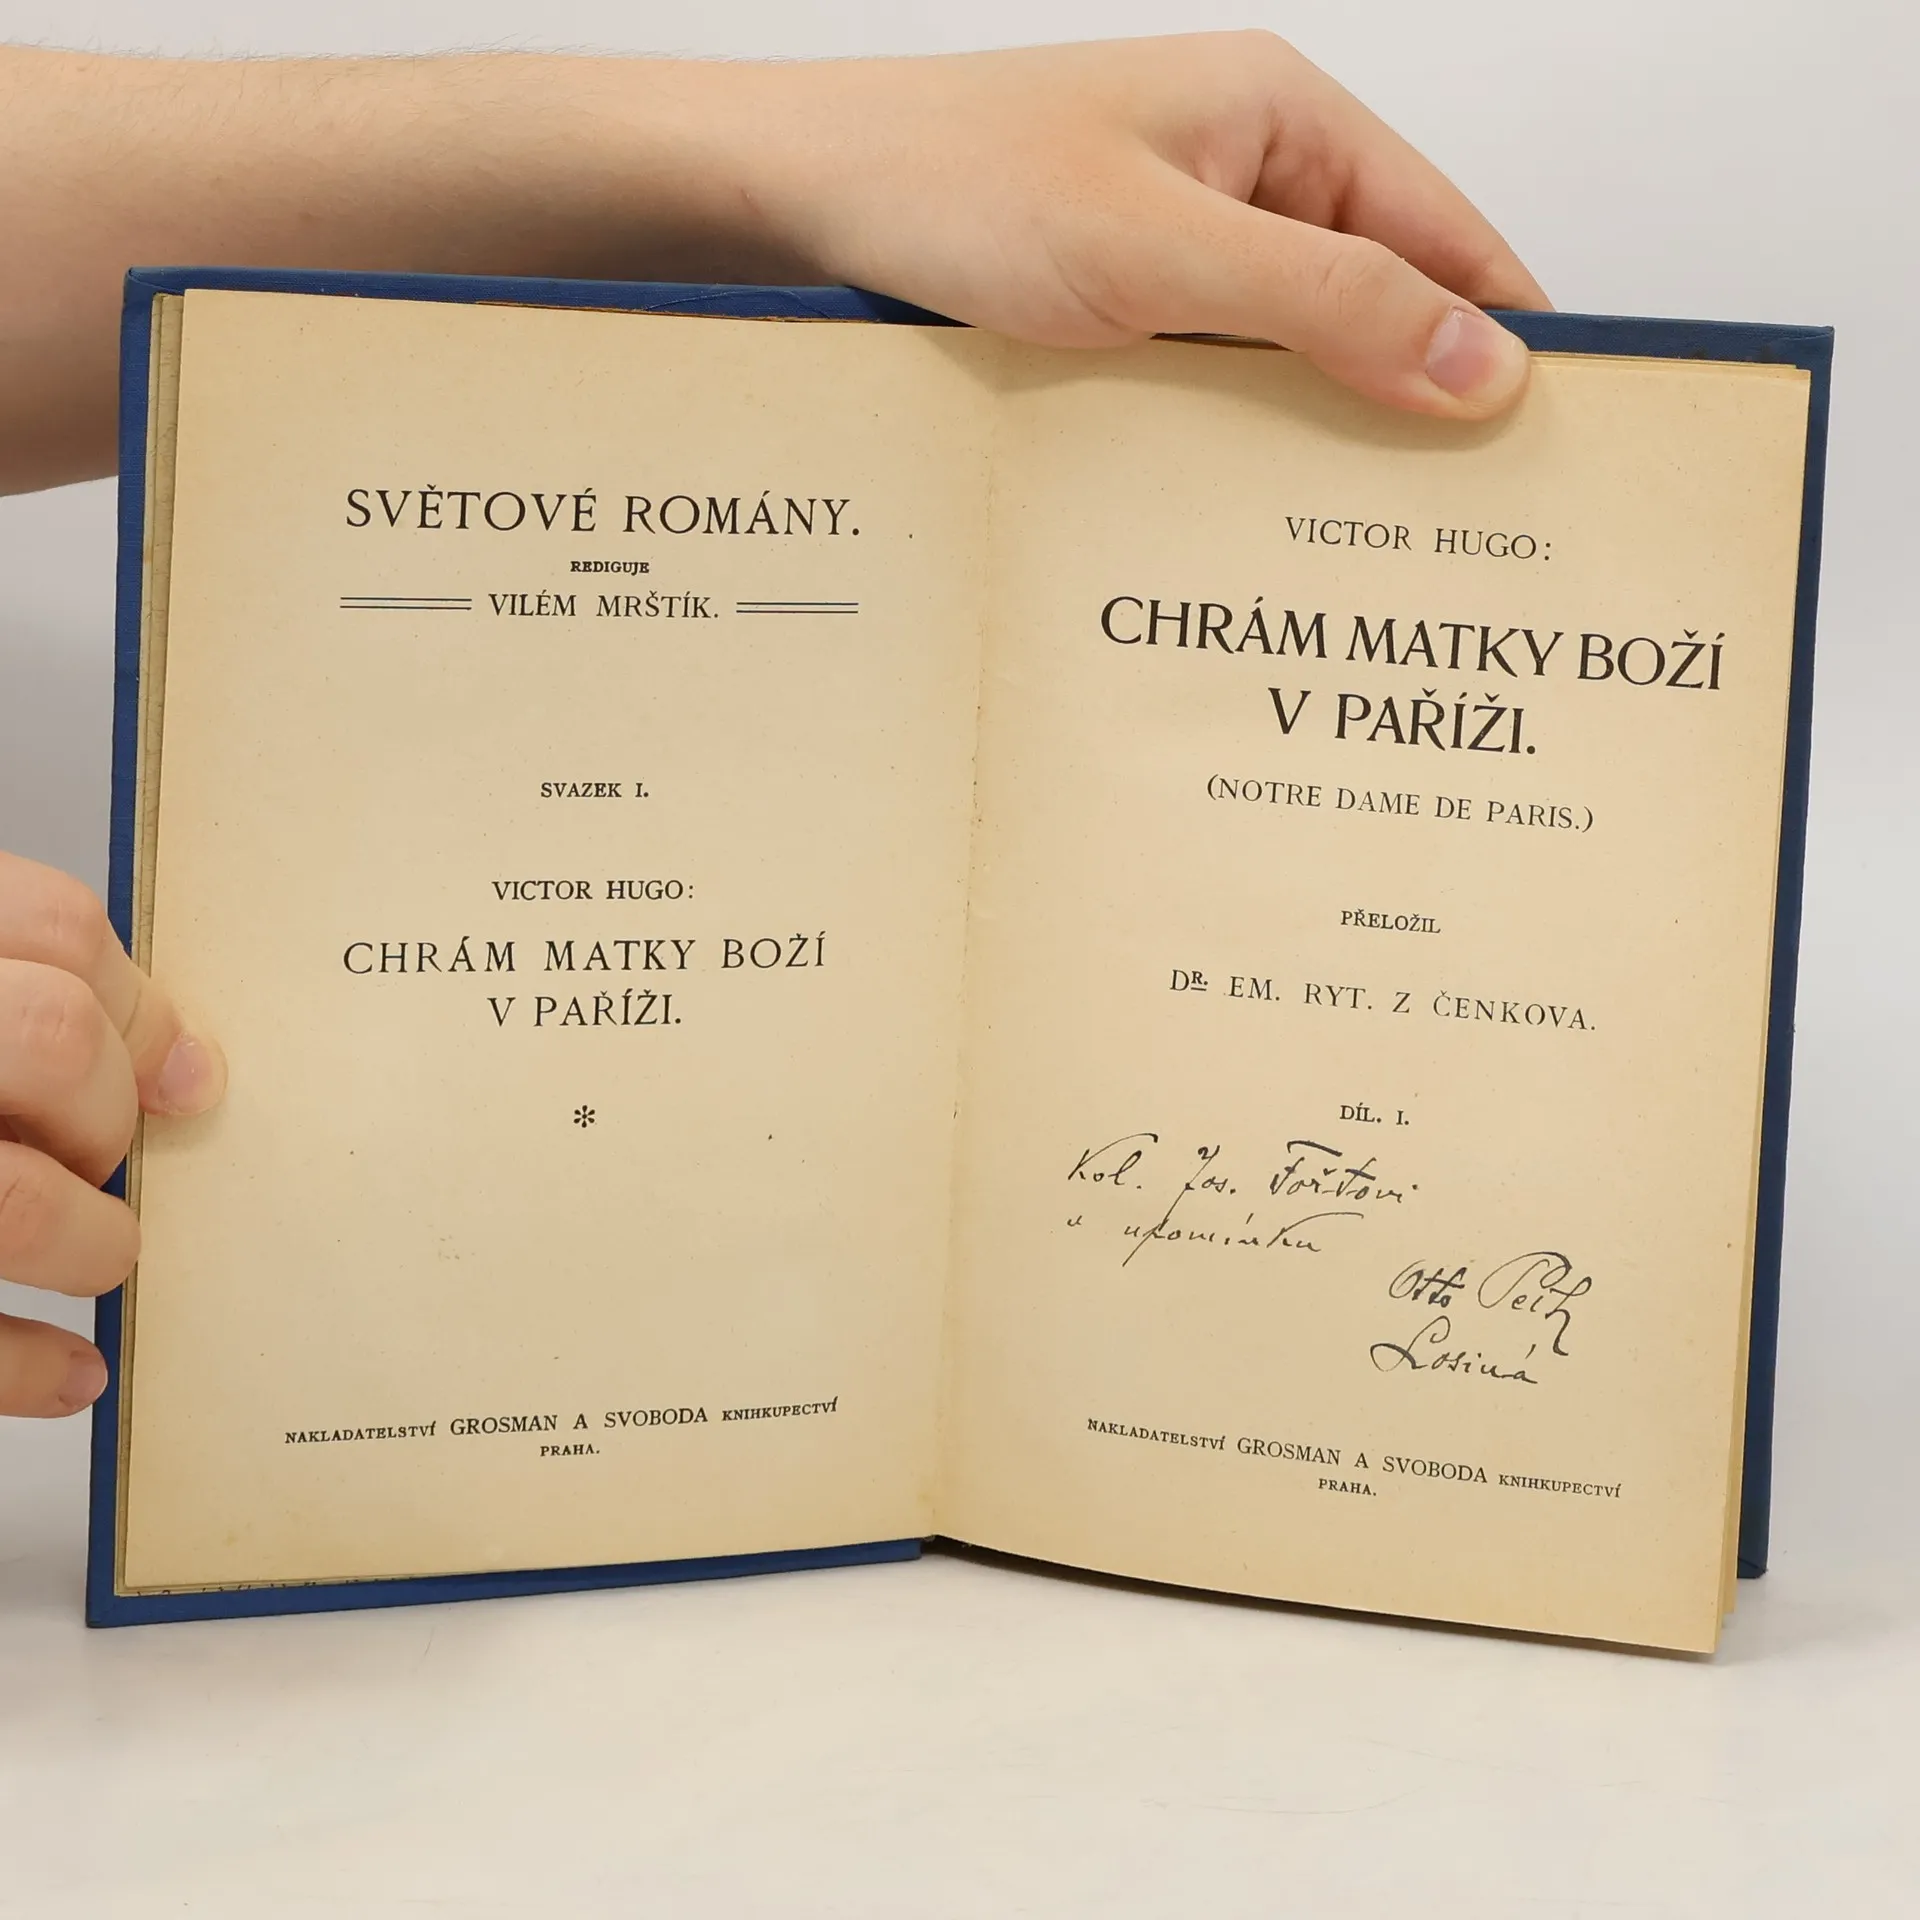 SVĚTOVÉ ROMÁNY.
REDIGUJE
VILÉM MRŠTÍK.
SVAZEK I.
VICTOR HUGO:
CHRÁM MATKY BOŽÍ
V PAŘÍŽI.
*
NAKLADATELSTVÍ GROSMAN A SVOBODA KNIHKUPECTVÍ
PRAHA.
VICTOR HUGO:
CHRÁM MATKY BOŽÍ
V PAŘÍŽI.
(NOTRE DAME DE PARIS.)
PŘELOŽIL
DR. EM. RYT. Z ČENKOVA.
DÍL. I.
Kol. Jos. Fořtovi
upomínku
Otto
Losiná
NAKLADATELSTVÍ GROSMAN A SVOBODA KNIHKUPECTVÍ
PRAHA.